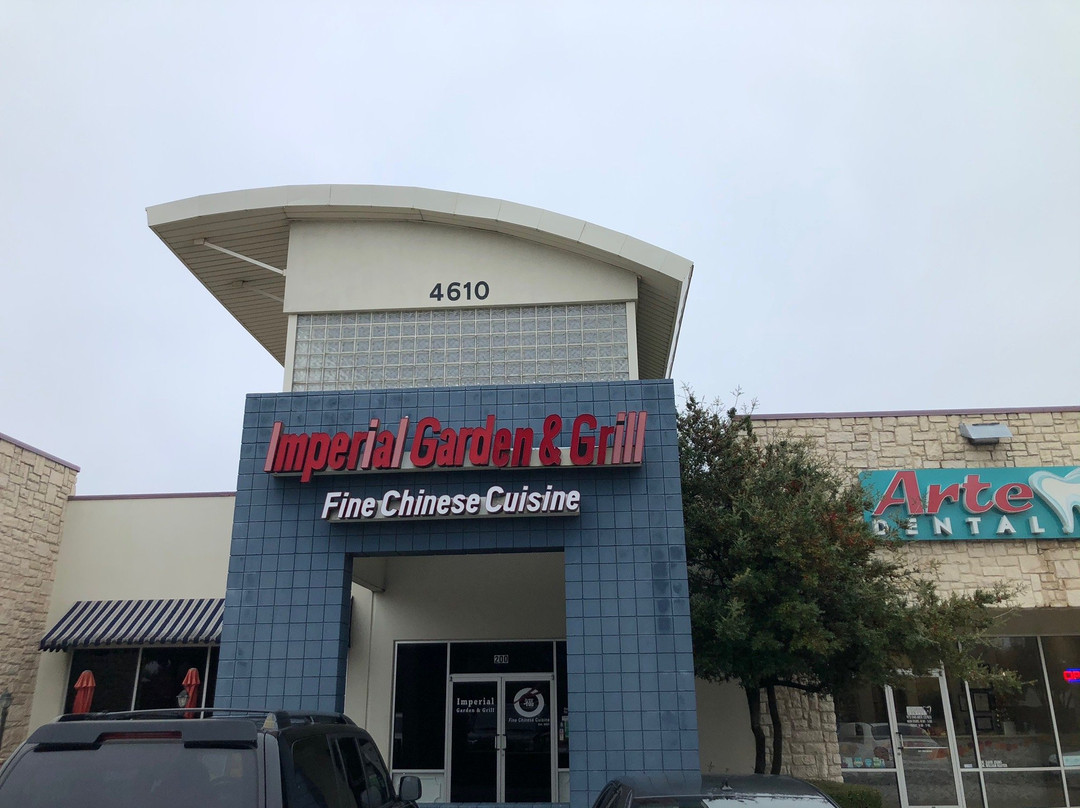 4610
Imperial Garden & Grill
Fine Chinese Cuisine
Arte
DENTAL
200
Imperial
Garden & Grill
Fine Chinese Cuisine